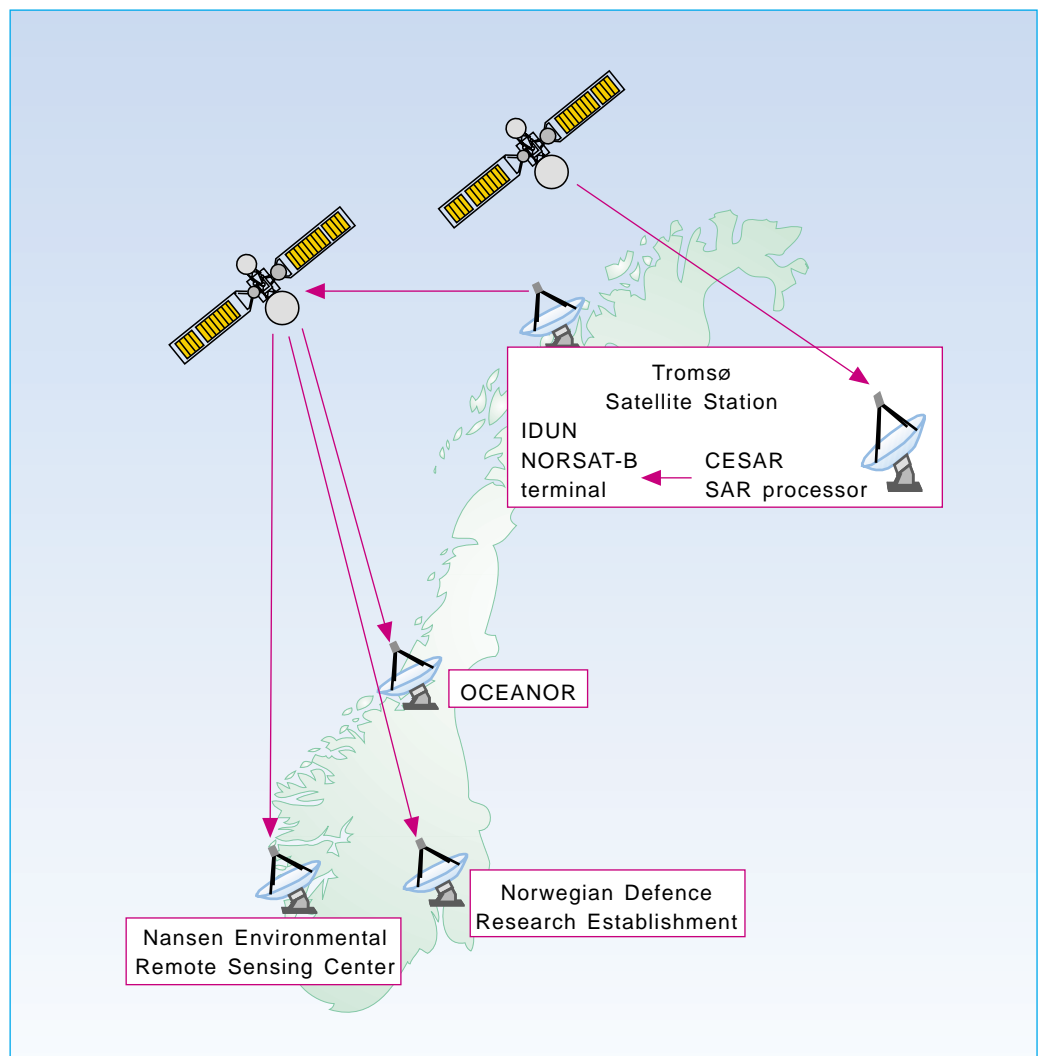 Tromsø
Satellite Station
IDUN
NORSAT-B
terminal
CESAR
SAR processor
OCEANOR
Norwegian Defence
Research Establishment
Nansen Environmental
Remote Sensing Center